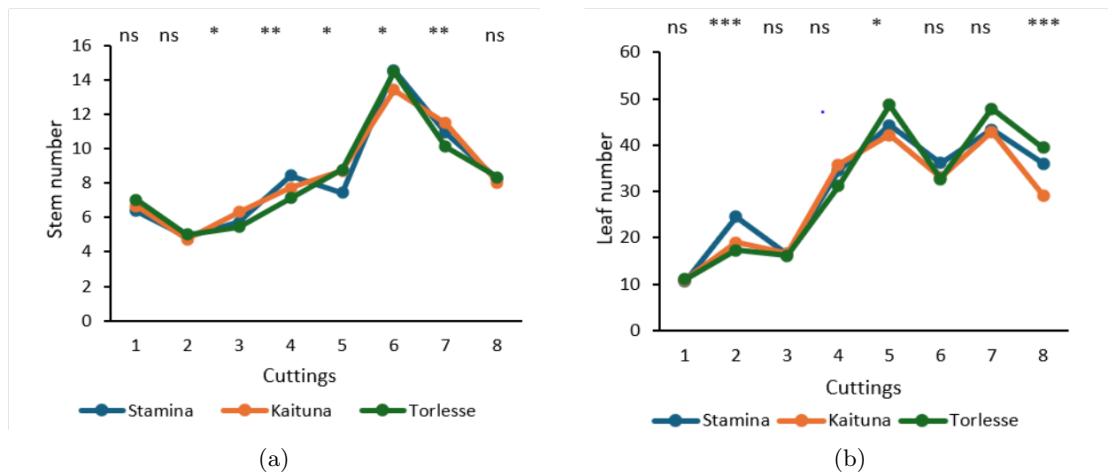 ns ns * ** * * ** ns
16
14
12
10
8
6
4
2
0
Stem number
1 2 3 4 5 6 7 8
Cuttings
Stamina Kaituna Torlesse
(a)
ns *** ns ns * ns ns ***
60
50
40
30
20
10
0
Leaf number
1 2 3 4 5 6 7 8
Cuttings
Stamina Kaituna Torlesse
(b)